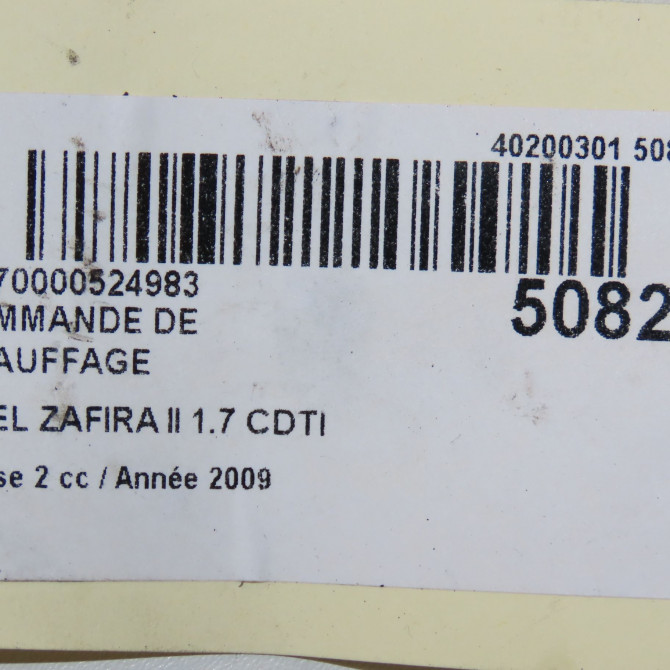 40200301 508
70000524983
5082
MMANDE DE
AUFFAGE
EL ZAFIRA II 1.7 CDTI
se 2 cc / Année 2009